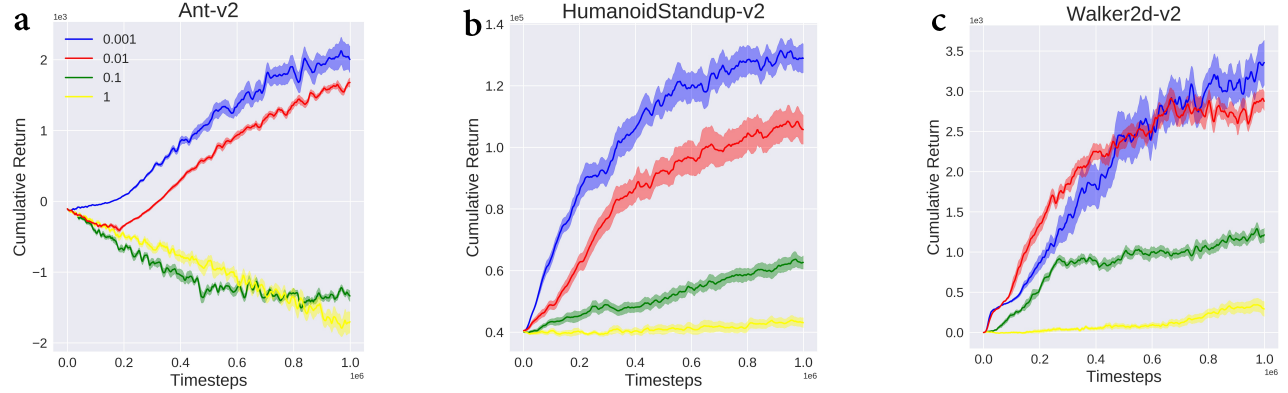 a
Ant-v2
1e3
0.001
0.01
0.1
1
2
1
0
−1
−2
Cumulative Return
0.0 0.2 0.4 0.6 0.8 1.0
1e6
Timesteps
b
HumanoidStandup-v2
1e5
1.4
1.2
1.0
0.8
0.6
0.4
Cumulative Return
0.0 0.2 0.4 0.6 0.8 1.0
1e6
Timesteps
c
Walker2d-v2
1e3
3.5
3.0
2.5
2.0
1.5
1.0
0.5
0.0
Cumulative Return
0.0 0.2 0.4 0.6 0.8 1.0
1e6
Timesteps